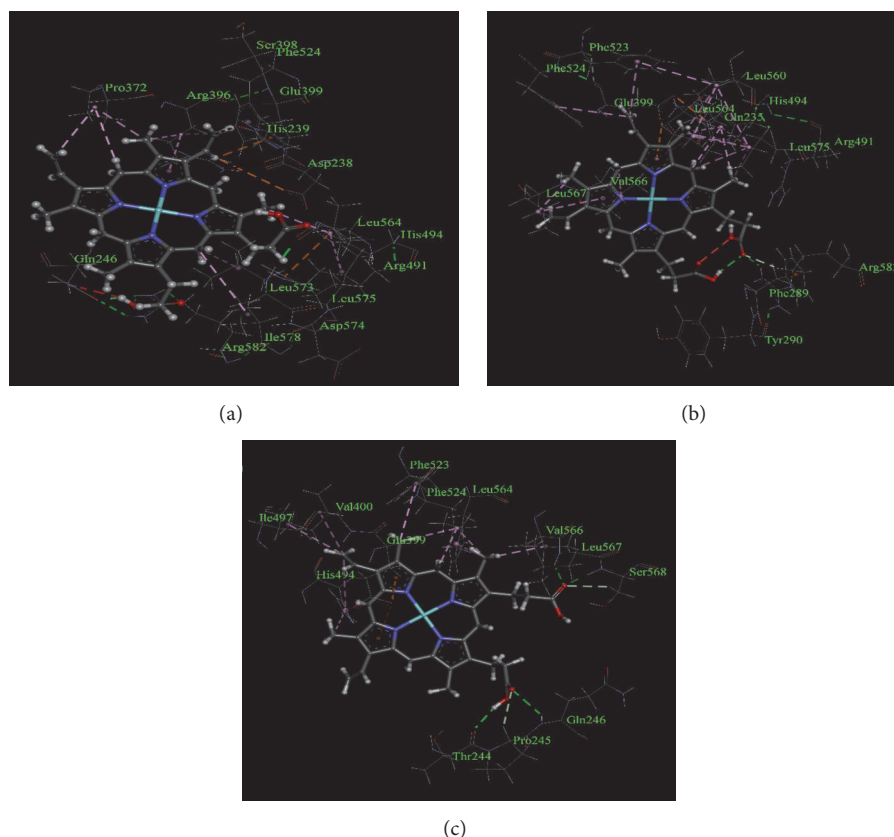 Ser398
Phe524
Pro372
Arg396
Glu399
His239
Asp238
Leu564
His494
Gln246
Arg491
Leu573
Leu575
Asp574
Ile578
Arg582
(a)
Phe523
Leu560
Phe524
His494
Glu399
Leu564
Gln235
Arg491
Leu575
Val566
Leu567
Arg582
Phe289
Tyr290
(b)
Phe523
Phe524
Leu564
Val400
Ile497
Val566
Glu399
Leu567
Ser568
His494
Gln246
Pro245
Thr244
(c)